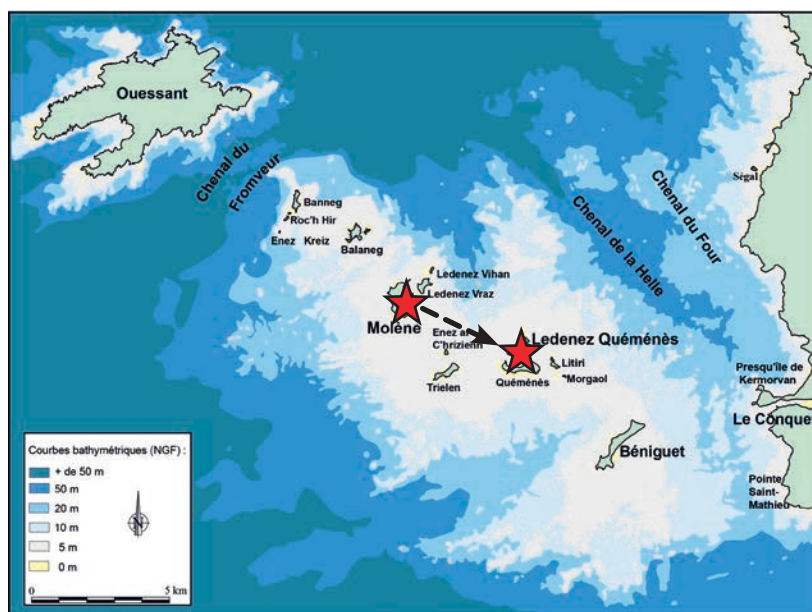 Ouessant
Chenal du
Fromveur
Banneg
Roc'h Hir
Enez Kreiz
Balaneg
Ségal
Chenal du Four
Chenal de la Helle
Ledenez Vihan
Ledenez Vraz
Molène
Enez ar
C'hrizienn
Ledenez Quéménès
Trielen
Quéménès
Litiri
Morgaol
Presqu'île de
Kermorvan
Le Conquet
Béniguet
Pointe
Saint-
Mathieu
Courbes bathymétriques (NGF) :
+ de 50 m
50 m
20 m
10 m
5 m
0 m
N
0 5 km